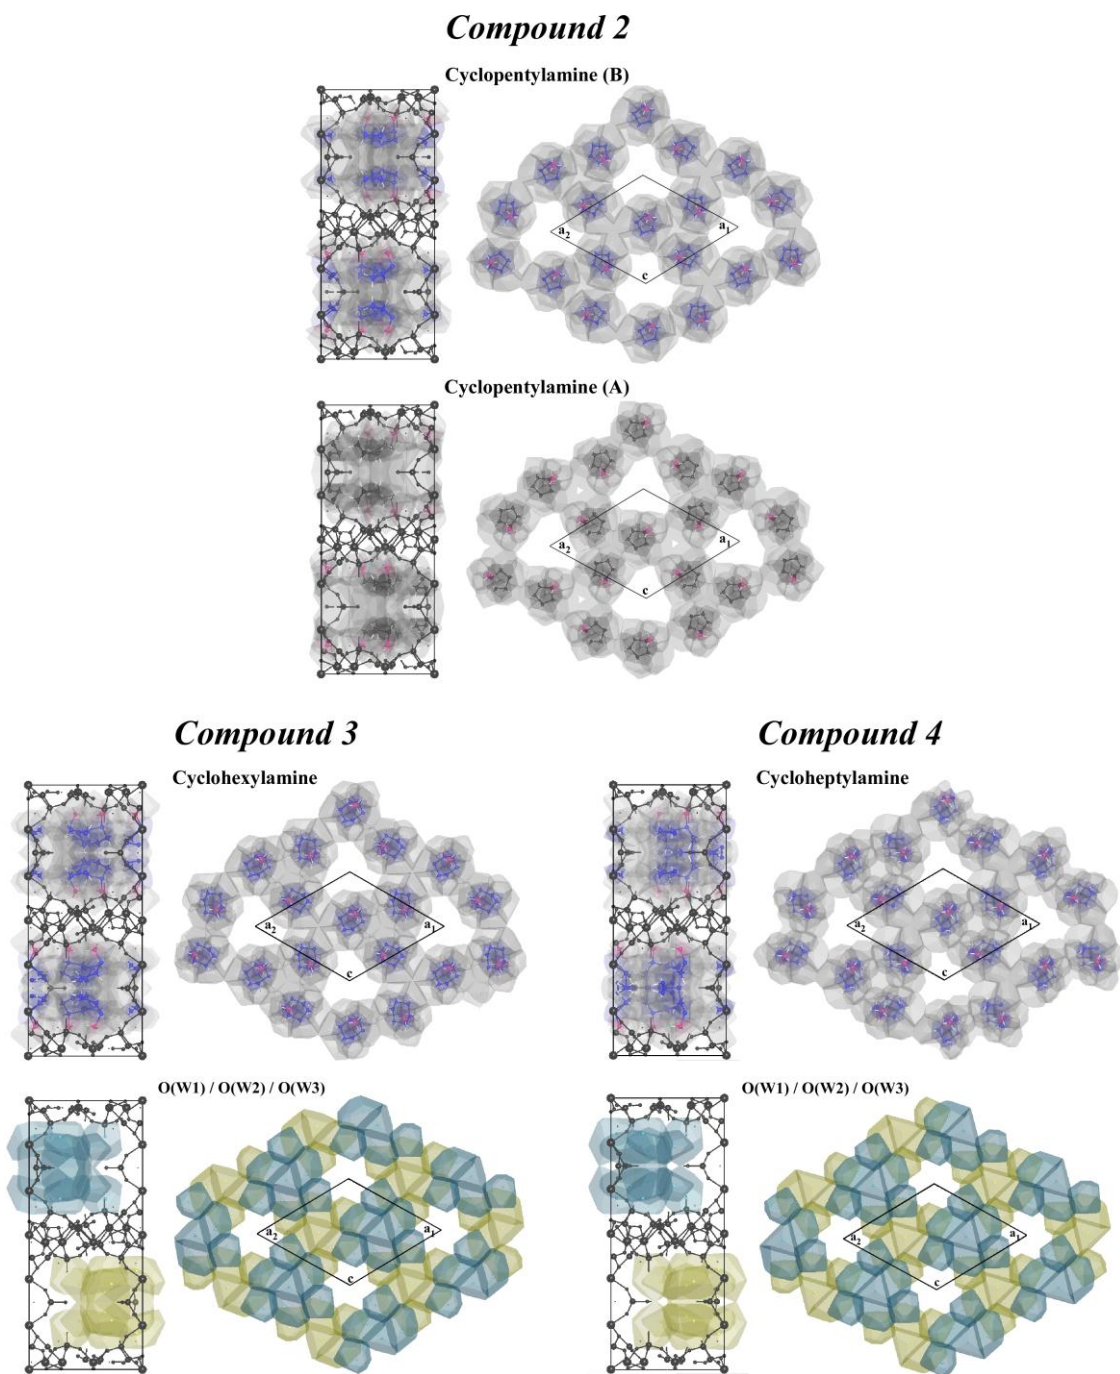 Compound 2
Cyclopentylamine (B)
a2
a1
c
Cyclopentylamine (A)
a2
a1
c
Compound 3
Compound 4
Cyclohexylamine
Cycloheptylamine
a2
a1
c
a2
a1
c
O(W1) / O(W2) / O(W3)
O(W1) / O(W2) / O(W3)
a2
a1
c
a2
a1
c